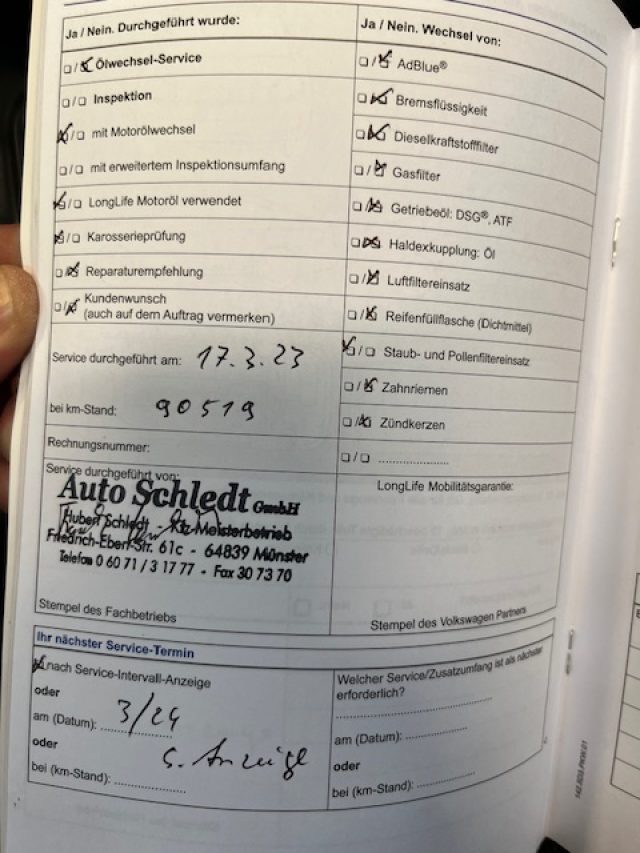 Ja / Nein. Durchgeführt wurde:
Ölwechsel-Service
Inspektion
mit Motorölwechsel
mit erweitertem Inspektionsumfang
LongLife Motoröl verwendet
Karosserieprüfung
Reparaturempfehlung
Kundenwunsch
(auch auf dem Auftrag vermerken)
Service durchgeführt am: 17.3.23
bei km-Stand: 90519
Rechnungsnummer:
Service durchgeführt von:
Auto Schledt GmbH
Hubert Schledt - Kfz-Meisterbetrieb
Friedrich-Ebert-Str. 61c - 64839 Münster
Telefon 0 60 71 / 3 17 77 - Fax 30 73 70
Stempel des Fachbetriebs
Ja / Nein. Wechsel von:
AdBlue®
Bremsflüssigkeit
Dieselkraftstofffilter
Gasfilter
Getriebeöl: DSG®, ATF
Haldexkupplung: Öl
Luftfiltereinsatz
Reifenfüllflasche (Dichtmittel)
Staub- und Pollenfiltereinsatz
Zahnriemen
Zündkerzen
LongLife Mobilitätsgarantie:
Stempel des Volkswagen Partners
Ihr nächster Service-Termin
nach Service-Intervall-Anzeige
oder
am (Datum): 3/24
oder
s. Anzeige
bei (km-Stand):
Welcher Service/Zusatzumfang ist als nächster
erforderlich?
am (Datum):
oder
bei (km-Stand):